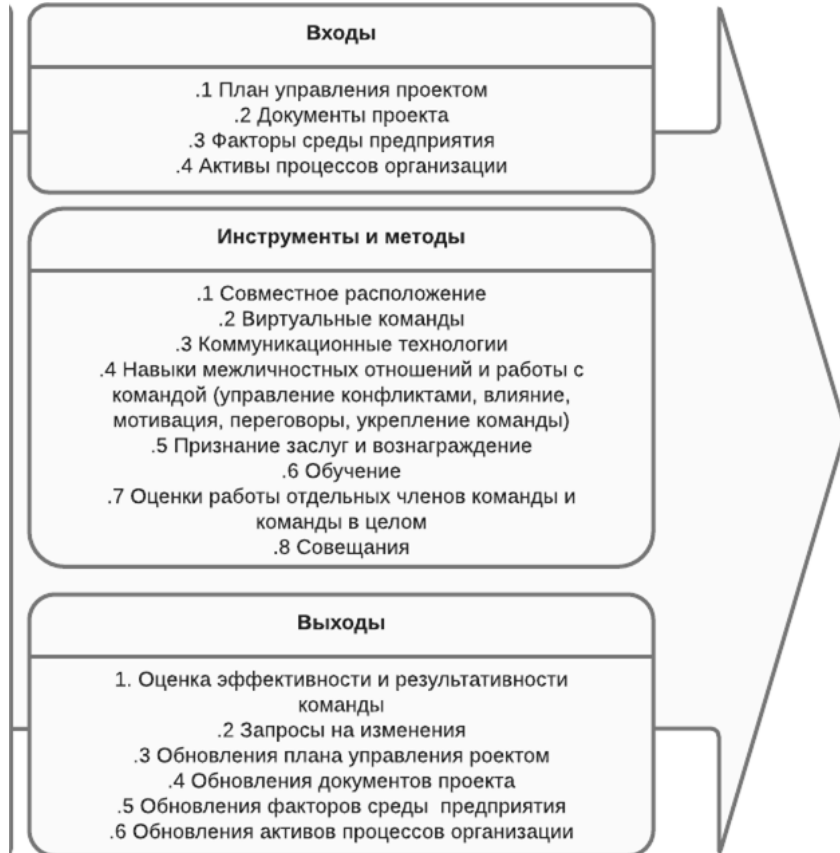 Входы
.1 План управления проектом
.2 Документы проекта
.3 Факторы среды предприятия
.4 Активы процессов организации
Инструменты и методы
.1 Совместное расположение
.2 Виртуальные команды
.3 Коммуникационные технологии
.4 Навыки межличностных отношений и работы с
командой (управление конфликтами, влияние,
мотивация, переговоры, укрепление команды)
.5 Признание заслуг и вознаграждение
.6 Обучение
.7 Оценки работы отдельных членов команды и
команды в целом
.8 Совещания
Выходы
1. Оценка эффективности и результативности
команды
.2 Запросы на изменения
.3 Обновления плана управления роектом
.4 Обновления документов проекта
.5 Обновления факторов среды  предприятия
.6 Обновления активов процессов организации